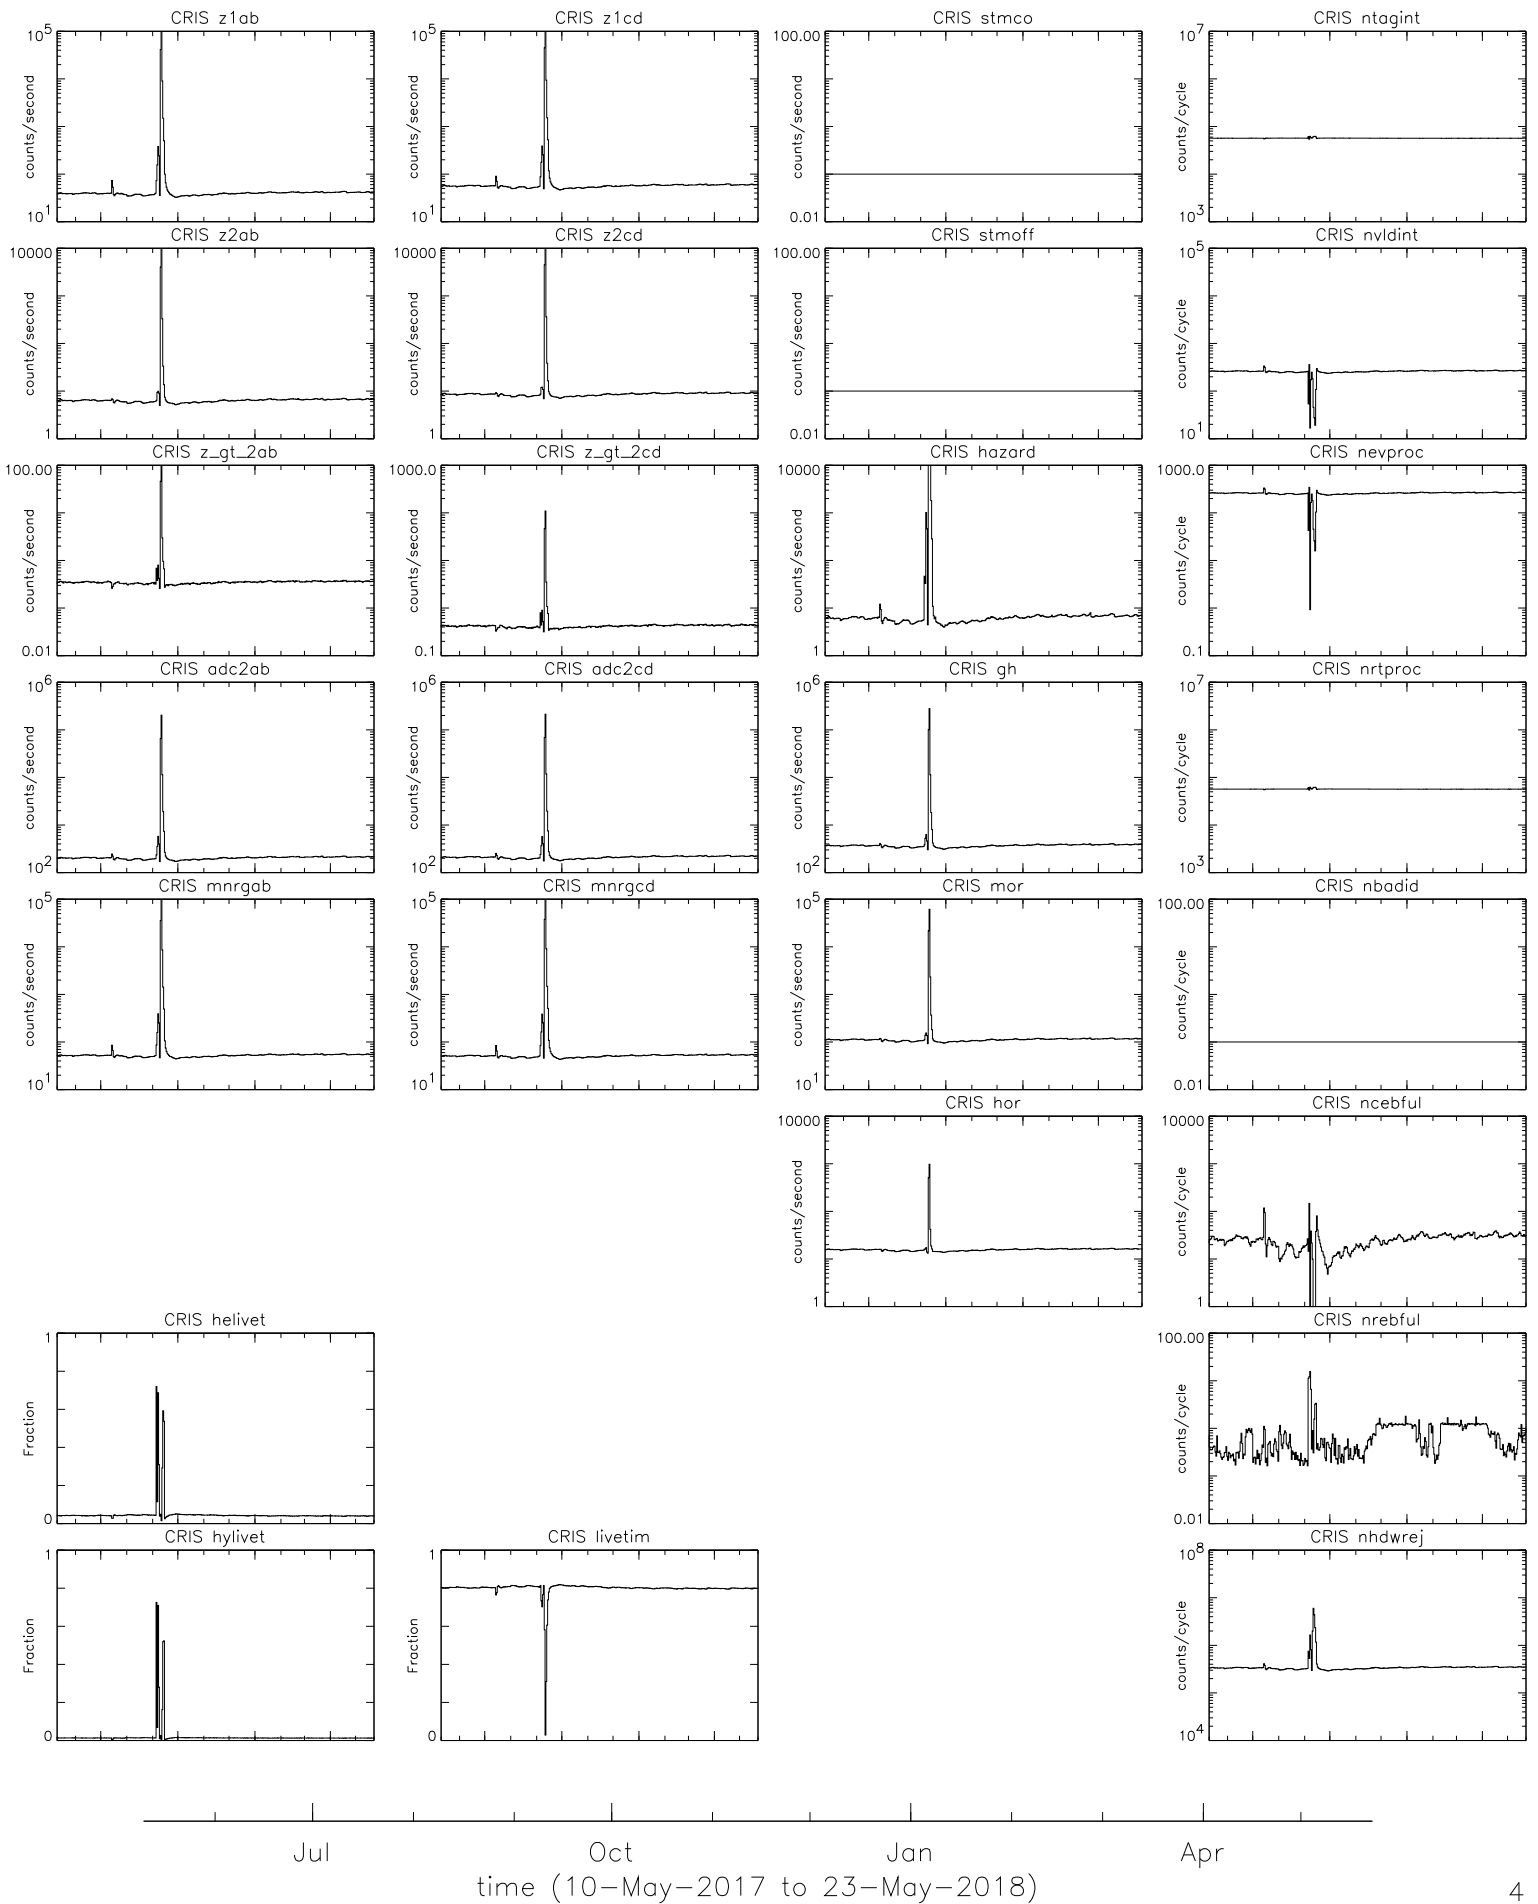 CRIS z1ab
10^5
counts/second
10^1
CRIS z1cd
10^5
counts/second
10^1
CRIS stmco
100.00
counts/second
0.01
CRIS ntagint
10^7
counts/cycle
10^3
CRIS z2ab
10000
counts/second
1
CRIS z2cd
10000
counts/second
1
CRIS stmoff
100.00
counts/second
0.01
CRIS nvldint
10^5
counts/cycle
10^1
CRIS z_gt_2ab
100.00
counts/second
0.01
CRIS z_gt_2cd
1000.0
counts/second
0.1
CRIS hazard
10000
counts/second
1
CRIS nevproc
1000.0
counts/cycle
0.1
CRIS adc2ab
10^6
counts/second
10^2
CRIS adc2cd
10^6
counts/second
10^2
CRIS gh
10^6
counts/second
10^2
CRIS nrtproc
10^7
counts/cycle
10^3
CRIS mnrgab
10^5
counts/second
10^1
CRIS mnrgcd
10^5
counts/second
10^1
CRIS mor
10^5
counts/second
10^1
CRIS nbadid
100.00
counts/cycle
0.01
CRIS hor
10000
counts/second
1
CRIS ncebful
10000
counts/cycle
1
CRIS helivet
1
Fraction
0
CRIS nrebful
100.00
counts/cycle
0.01
CRIS hylivet
1
Fraction
0
CRIS livetim
1
Fraction
0
CRIS nhdwrej
10^8
counts/cycle
10^4
Jul Oct Jan Apr
time (10-May-2017 to 23-May-2018)
4